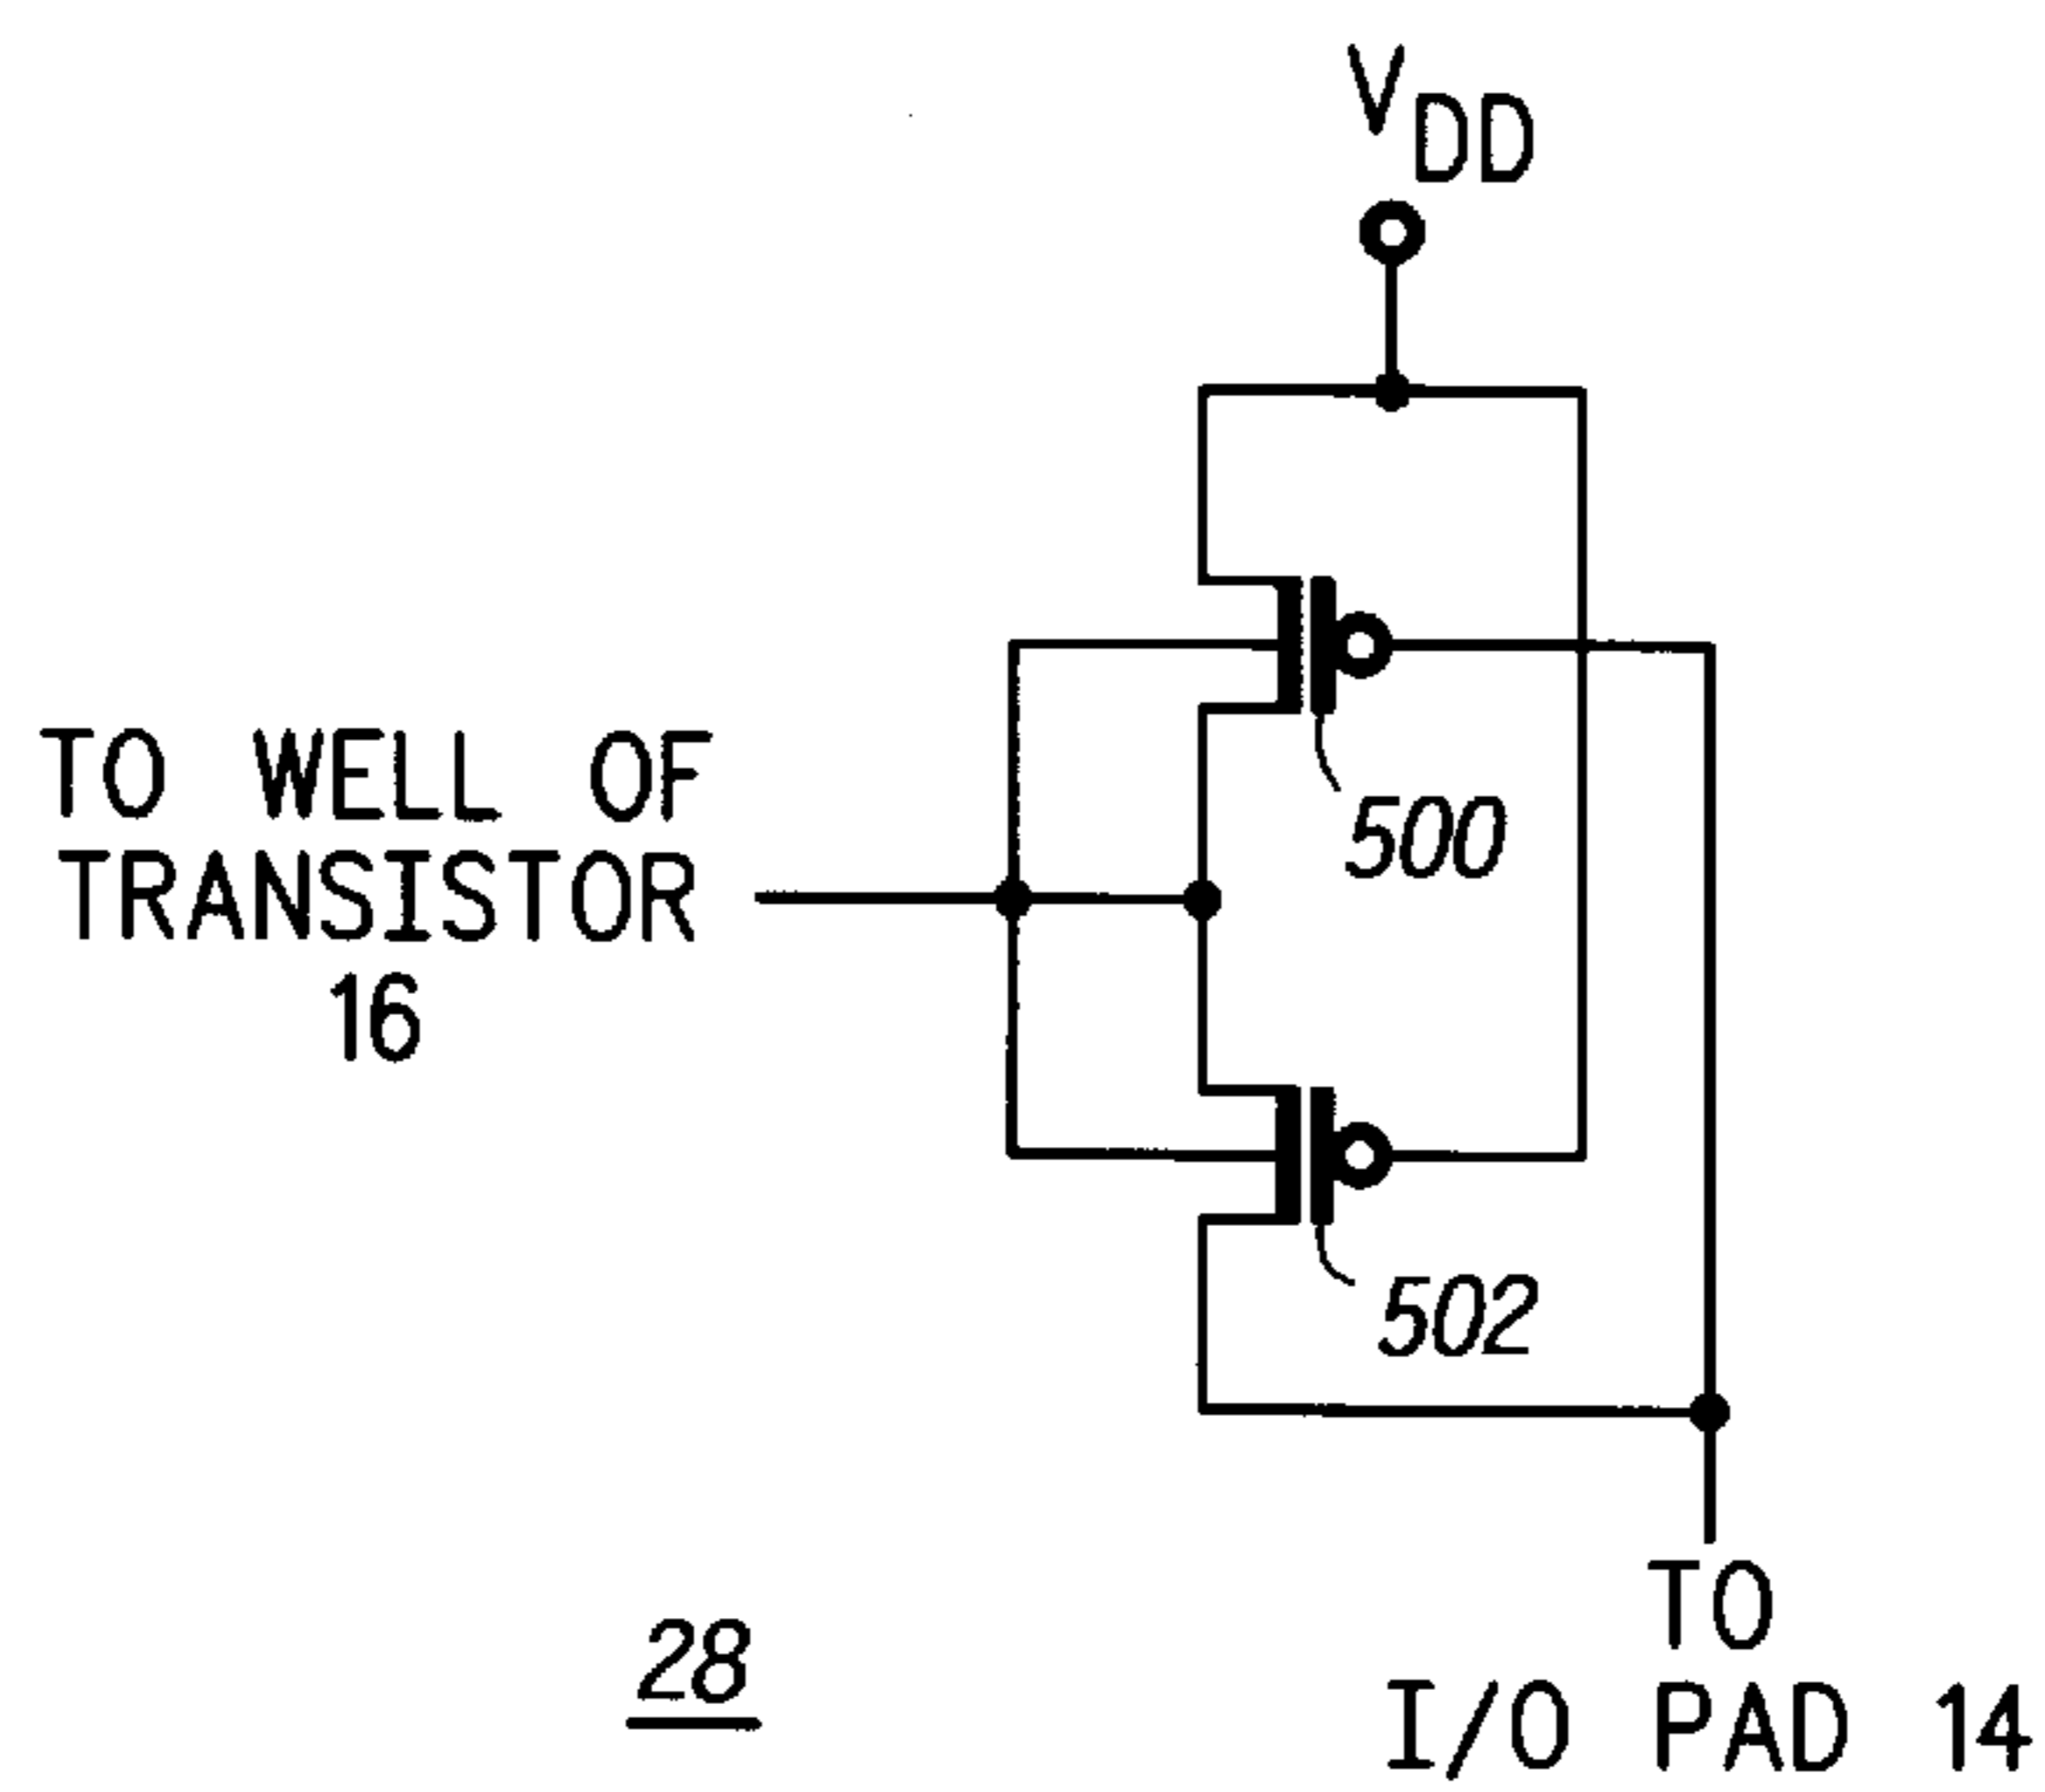 VDD
TO WELL OF
TRANSISTOR
16
500
502
28
TO
I/O PAD 14